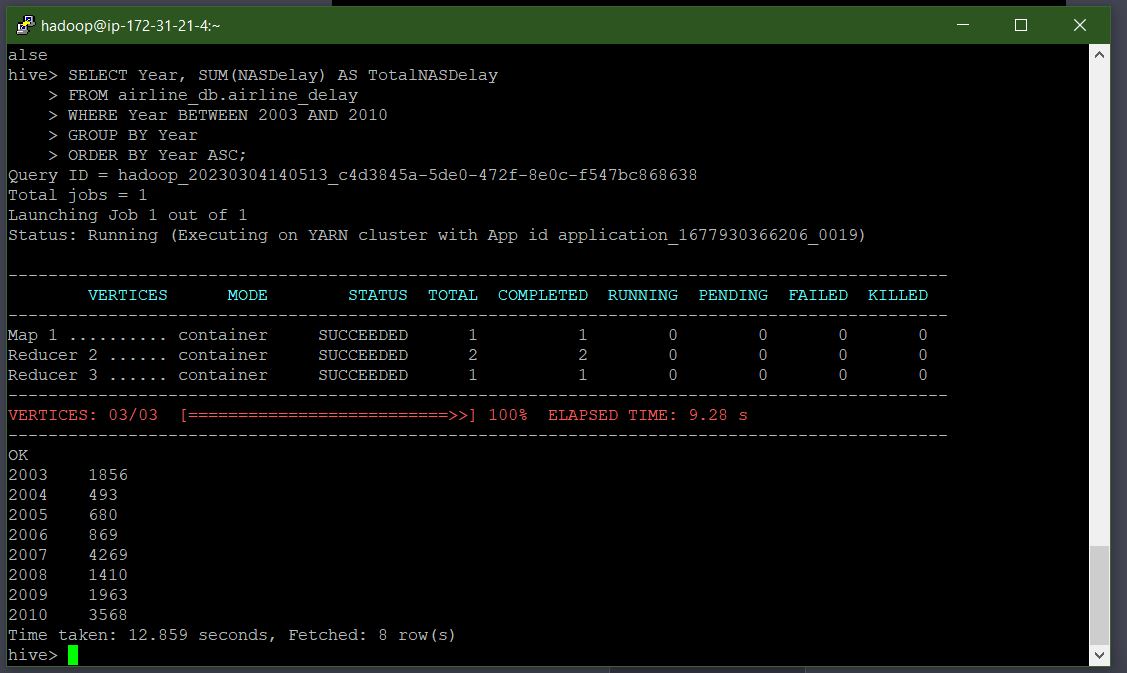 hadoop@ip-172-31-21-4:~
alse
hive> SELECT Year, SUM(NASDelay) AS TotalNASDelay
    > FROM airline_db.airline_delay
    > WHERE Year BETWEEN 2003 AND 2010
    > GROUP BY Year
    > ORDER BY Year ASC;
Query ID = hadoop_20230304140513_c4d3845a-5de0-472f-8e0c-f547bc868638
Total jobs = 1
Launching Job 1 out of 1
Status: Running (Executing on YARN cluster with App id application_1677930366206_0019)
----------------------------------------------------------------------------------------------
        VERTICES      MODE        STATUS  TOTAL  COMPLETED  RUNNING  PENDING  FAILED  KILLED
----------------------------------------------------------------------------------------------
Map 1 .......... container     SUCCEEDED      1          1        0        0       0       0
Reducer 2 ...... container     SUCCEEDED      2          2        0        0       0       0
Reducer 3 ...... container     SUCCEEDED      1          1        0        0       0       0
----------------------------------------------------------------------------------------------
VERTICES: 03/03  [==========================>>] 100%  ELAPSED TIME: 9.28 s
----------------------------------------------------------------------------------------------
OK
2003    1856
2004    493
2005    680
2006    869
2007    4269
2008    1410
2009    1963
2010    3568
Time taken: 12.859 seconds, Fetched: 8 row(s)
hive>